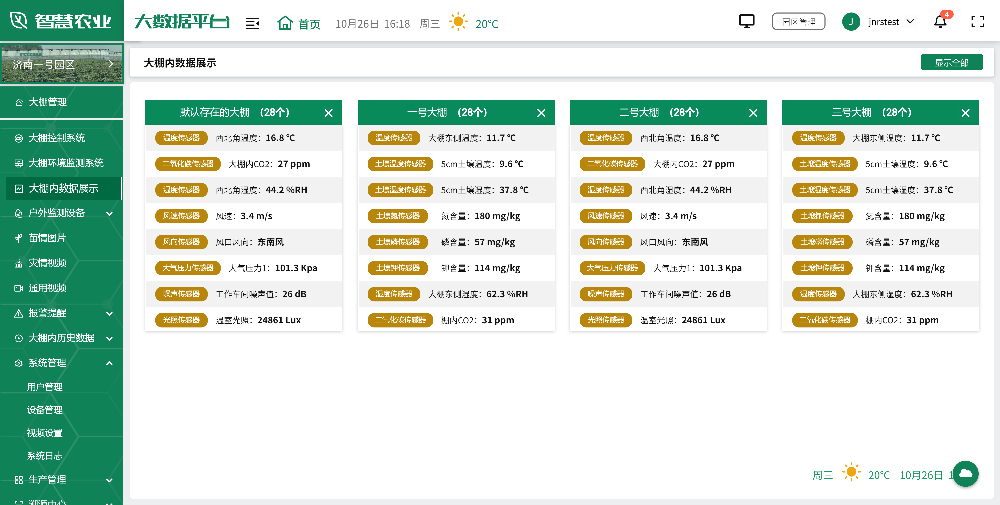 智慧农业
大数据平台
首页 10月26日 16:18 周三 20℃
园区管理
J jnrstest
4
济南一号园区
大棚管理
大棚控制系统
大棚环境监测系统
大棚内数据展示
户外监测设备
苗情图片
灾情视频
通用视频
报警提醒
大棚内历史数据
系统管理
用户管理
设备管理
视频设置
系统日志
生产管理
溯源中心
大棚内数据展示
显示全部
默认存在的大棚 (28个)
温度传感器 西北角温度：16.8 ℃
二氧化碳传感器 大棚内CO2：27 ppm
湿度传感器 西北角湿度：44.2 %RH
风速传感器 风速：3.4 m/s
风向传感器 风口风向：东南风
大气压力传感器 大气压力1：101.3 Kpa
噪声传感器 工作车间噪声值：26 dB
光照传感器 温室光照：24861 Lux
一号大棚 (28个)
温度传感器 大棚东侧温度：11.7 ℃
土壤温度传感器 5cm土壤温度：9.6 ℃
土壤湿度传感器 5cm土壤湿度：37.8 ℃
土壤氮传感器 氮含量：180 mg/kg
土壤磷传感器 磷含量：57 mg/kg
土壤钾传感器 钾含量：114 mg/kg
湿度传感器 大棚东侧湿度：62.3 %RH
二氧化碳传感器 棚内CO2：31 ppm
二号大棚 (28个)
温度传感器 西北角温度：16.8 ℃
二氧化碳传感器 大棚内CO2：27 ppm
湿度传感器 西北角湿度：44.2 %RH
风速传感器 风速：3.4 m/s
风向传感器 风口风向：东南风
大气压力传感器 大气压力1：101.3 Kpa
噪声传感器 工作车间噪声值：26 dB
光照传感器 温室光照：24861 Lux
三号大棚 (28个)
温度传感器 大棚东侧温度：11.7 ℃
土壤温度传感器 5cm土壤温度：9.6 ℃
土壤湿度传感器 5cm土壤湿度：37.8 ℃
土壤氮传感器 氮含量：180 mg/kg
土壤磷传感器 磷含量：57 mg/kg
土壤钾传感器 钾含量：114 mg/kg
湿度传感器 大棚东侧湿度：62.3 %RH
二氧化碳传感器 棚内CO2：31 ppm
周三 20℃ 10月26日 1